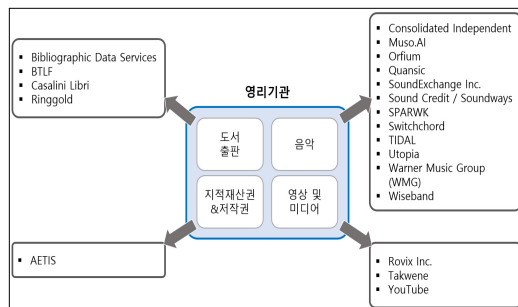 ▪ Bibliographic Data Services
▪ BTLF
▪ Casalini Libri
▪ Ringgold
영리기관
도서
출판
음악
지적재산권
&저작권
영상 및
미디어
▪ Consolidated Independent
▪ Muso.AI
▪ Orfium
▪ Quansic
▪ SoundExchange Inc.
▪ Sound Credit / Soundways
▪ SPARWK
▪ Switchchord
▪ TIDAL
▪ Utopia
▪ Warner Music Group
(WMG)
▪ Wiseband
▪ AETIS
▪ Rovix Inc.
▪ Takwene
▪ YouTube